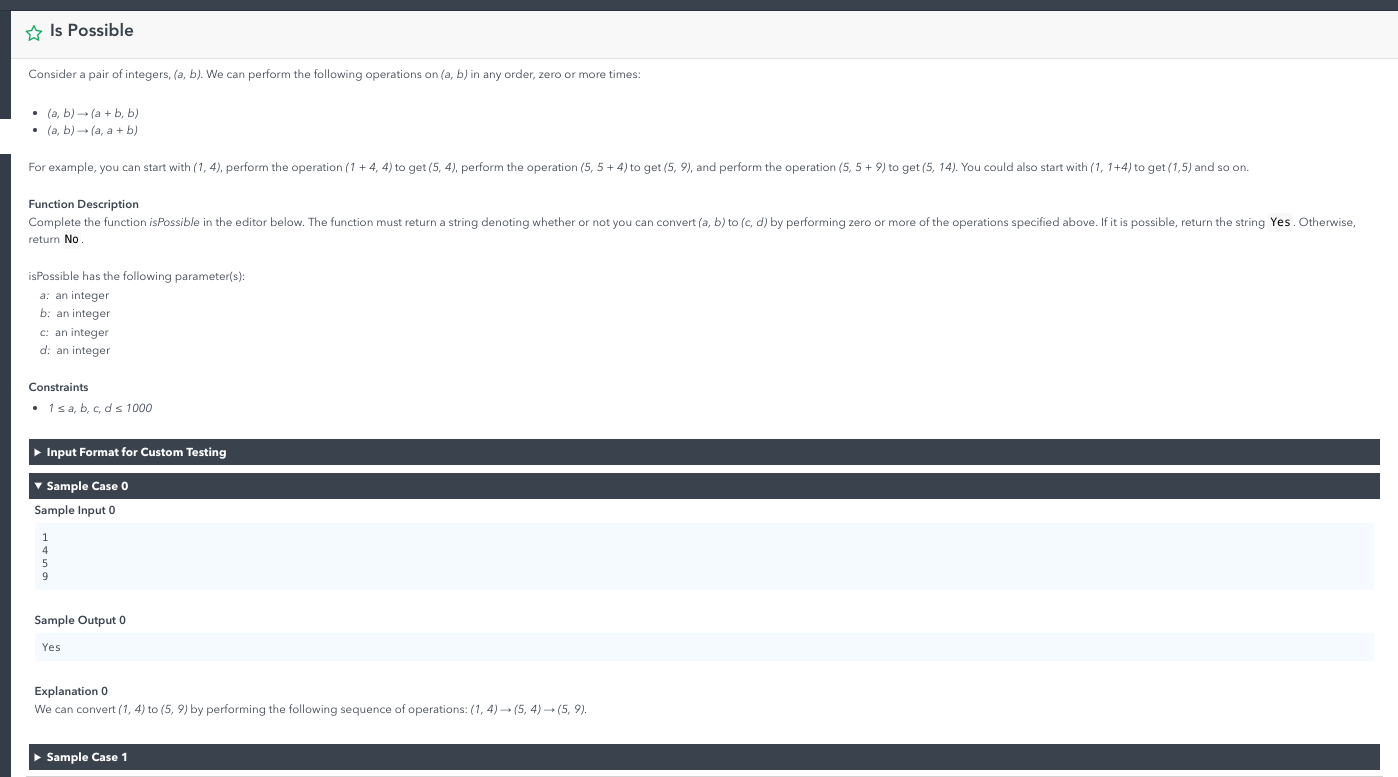 Is Possible
Consider a pair of integers, (a, b). We can perform the following operations on (a, b) in any order, zero or more times:
• (a, b) → (a + b, b)
• (a, b) → (a, a + b)
For example, you can start with (1, 4), perform the operation (1 + 4, 4) to get (5, 4), perform the operation (5, 5 + 4) to get (5, 9), and perform the operation (5, 5 + 9) to get (5, 14). You could also start with (1, 1+4) to get (1,5) and so on.
Function Description
Complete the function isPossible in the editor below. The function must return a string denoting whether or not you can convert (a, b) to (c, d) by performing zero or more of the operations specified above. If it is possible, return the string Yes. Otherwise,
return No.
isPossible has the following parameter(s):
a: an integer
b: an integer
c: an integer
d: an integer
Constraints
• 1 ≤ a, b, c, d ≤ 1000
Input Format for Custom Testing
Sample Case 0
Sample Input 0
1
4
5
9
Sample Output 0
Yes
Explanation 0
We can convert (1, 4) to (5, 9) by performing the following sequence of operations: (1, 4) → (5, 4) → (5, 9).
Sample Case 1